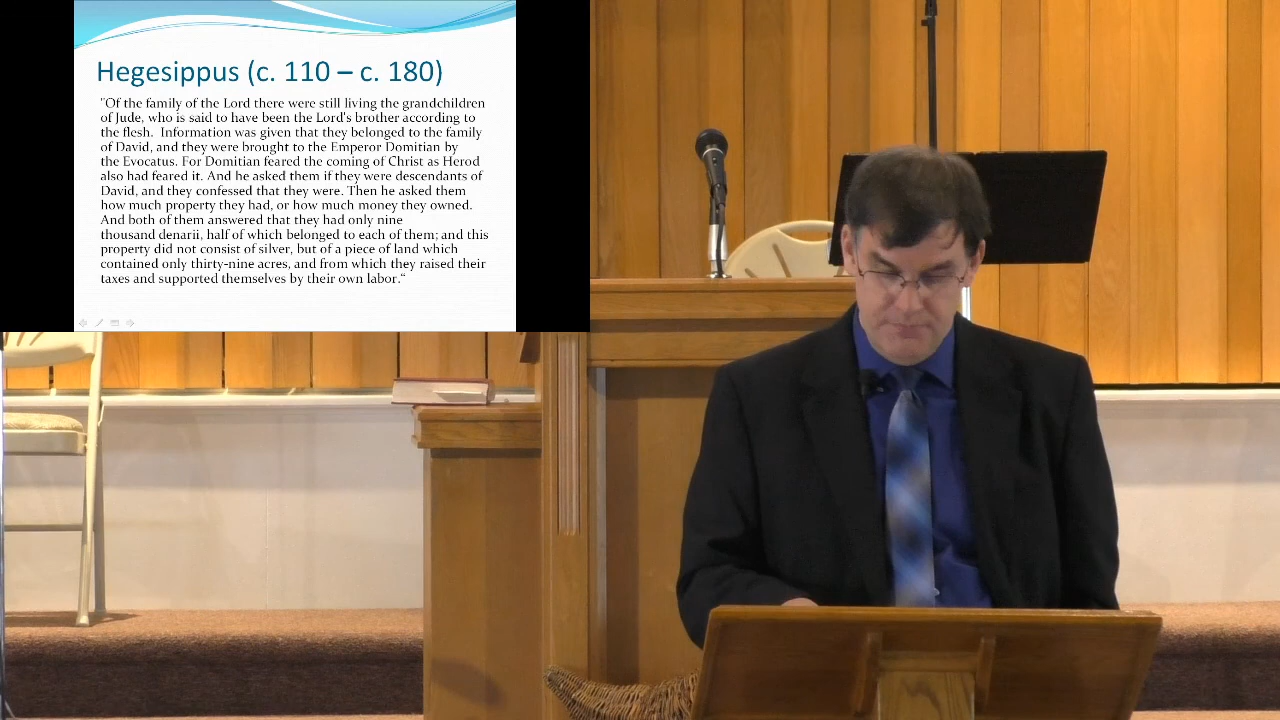 Hegesippus (c. 110 – c. 180)
"Of the family of the Lord there were still living the grandchildren
of Jude, who is said to have been the Lord's brother according to
the flesh.  Information was given that they belonged to the family
of David, and they were brought to the Emperor Domitian by
the Evocatus. For Domitian feared the coming of Christ as Herod
also had feared it. And he asked them if they were descendants of
David, and they confessed that they were. Then he asked them
how much property they had, or how much money they owned.
And both of them answered that they had only nine
thousand denarii, half of which belonged to each of them; and this
property did not consist of silver, but of a piece of land which
contained only thirty-nine acres, and from which they raised their
taxes and supported themselves by their own labor.“